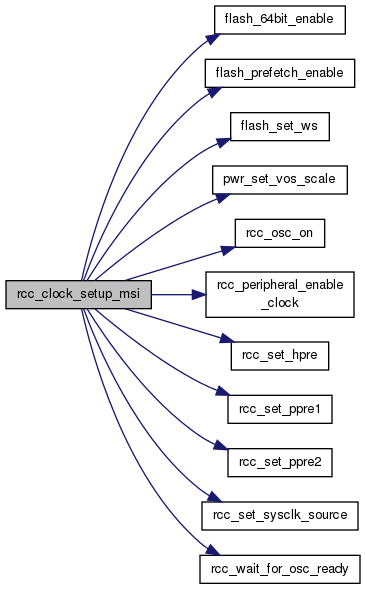 flash_64bit_enable
flash_prefetch_enable
flash_set_ws
pwr_set_vos_scale
rcc_osc_on
rcc_clock_setup_msi
rcc_peripheral_enable
_clock
rcc_set_hpre
rcc_set_ppre1
rcc_set_ppre2
rcc_set_sysclk_source
rcc_wait_for_osc_ready